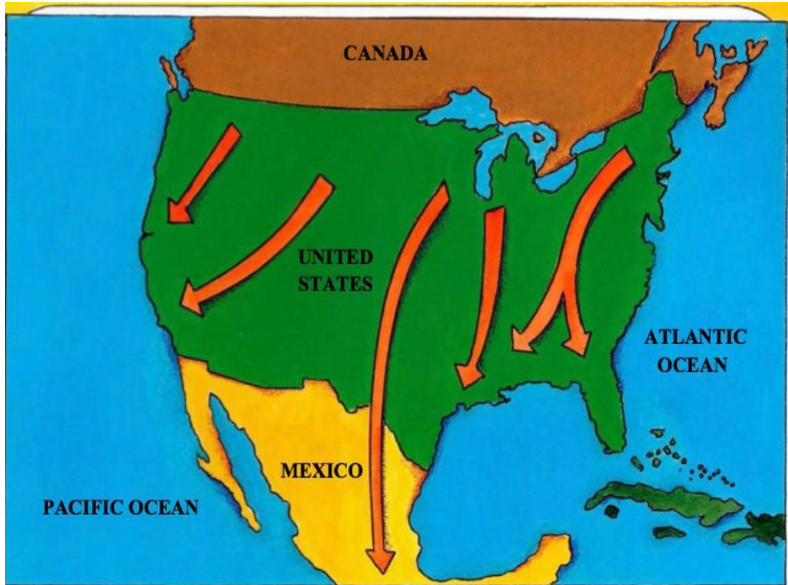 CANADA
UNITED
STATES
ATLANTIC
OCEAN
MEXICO
PACIFIC OCEAN